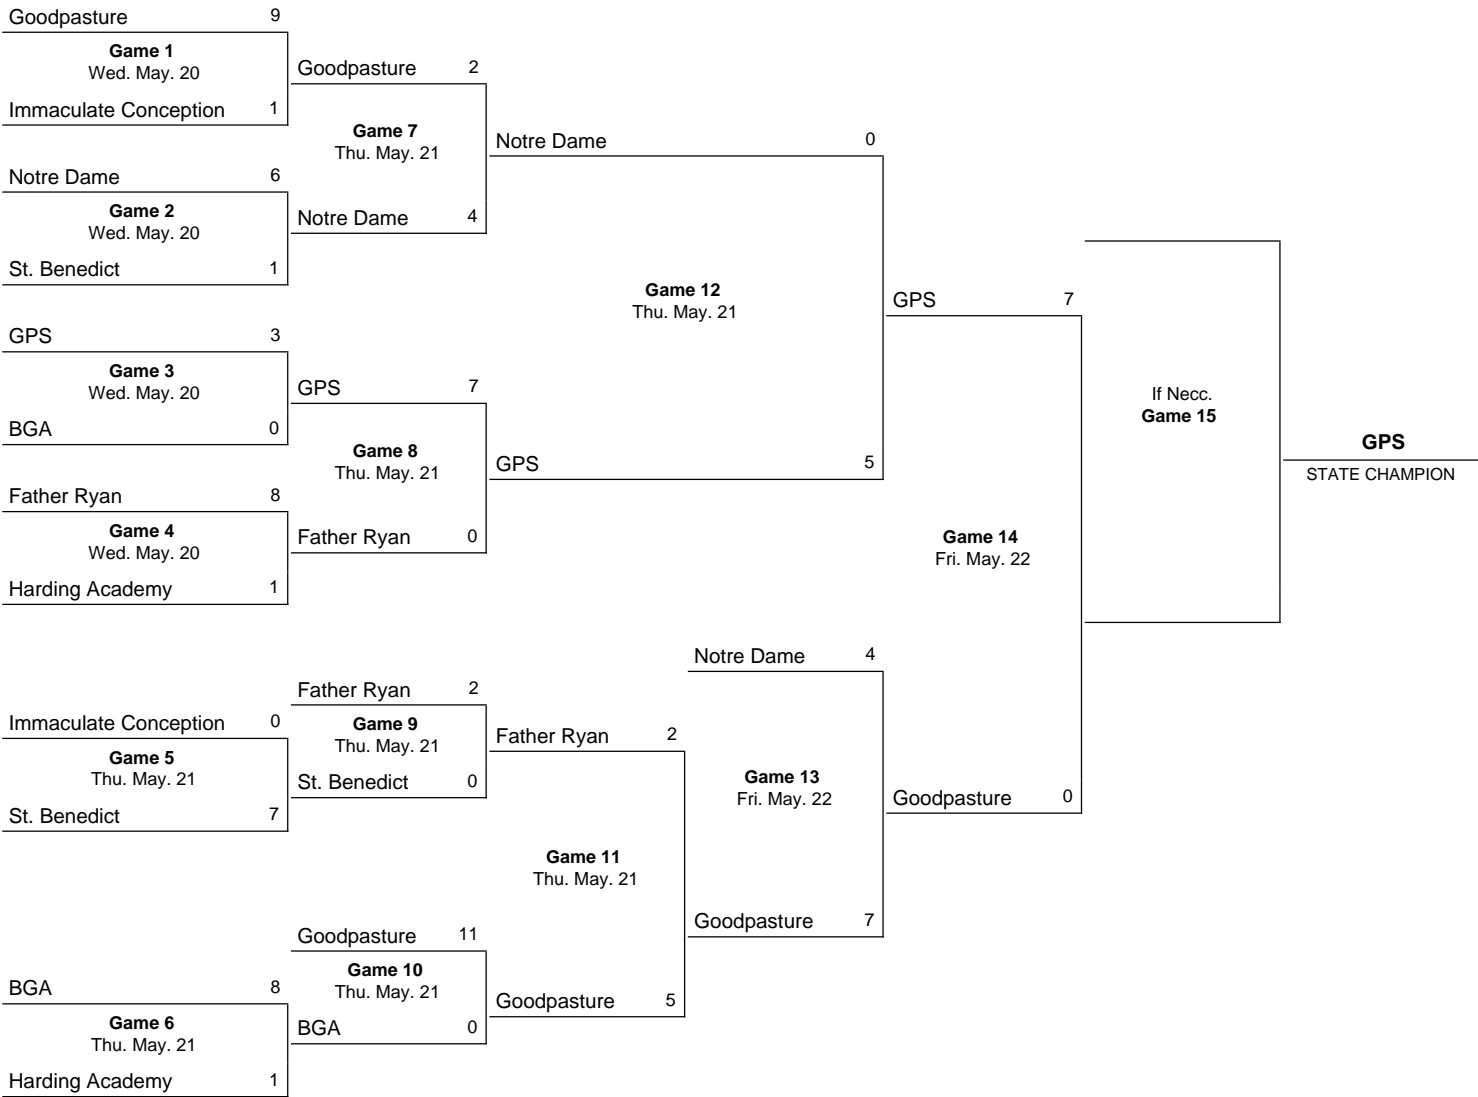 Goodpasture 9
Game 1
Wed. May. 20
Immaculate Conception 1
Notre Dame 6
Game 2
Wed. May. 20
St. Benedict 1
GPS 3
Game 3
Wed. May. 20
BGA 0
Father Ryan 8
Game 4
Wed. May. 20
Harding Academy 1
Immaculate Conception 0
Game 5
Thu. May. 21
St. Benedict 7
BGA 8
Game 6
Thu. May. 21
Harding Academy 1
Goodpasture 2
Game 7
Thu. May. 21
Notre Dame 4
GPS 7
Game 8
Thu. May. 21
Father Ryan 0
Father Ryan 2
Game 9
Thu. May. 21
St. Benedict 0
Goodpasture 11
Game 10
Thu. May. 21
BGA 0
Notre Dame 0
Game 12
Thu. May. 21
GPS 5
Father Ryan 2
Game 11
Thu. May. 21
Goodpasture 5
Notre Dame 4
Game 13
Fri. May. 22
Goodpasture 7
GPS 7
Game 14
Fri. May. 22
Goodpasture 0
If Necc.
Game 15
GPS
STATE CHAMPION